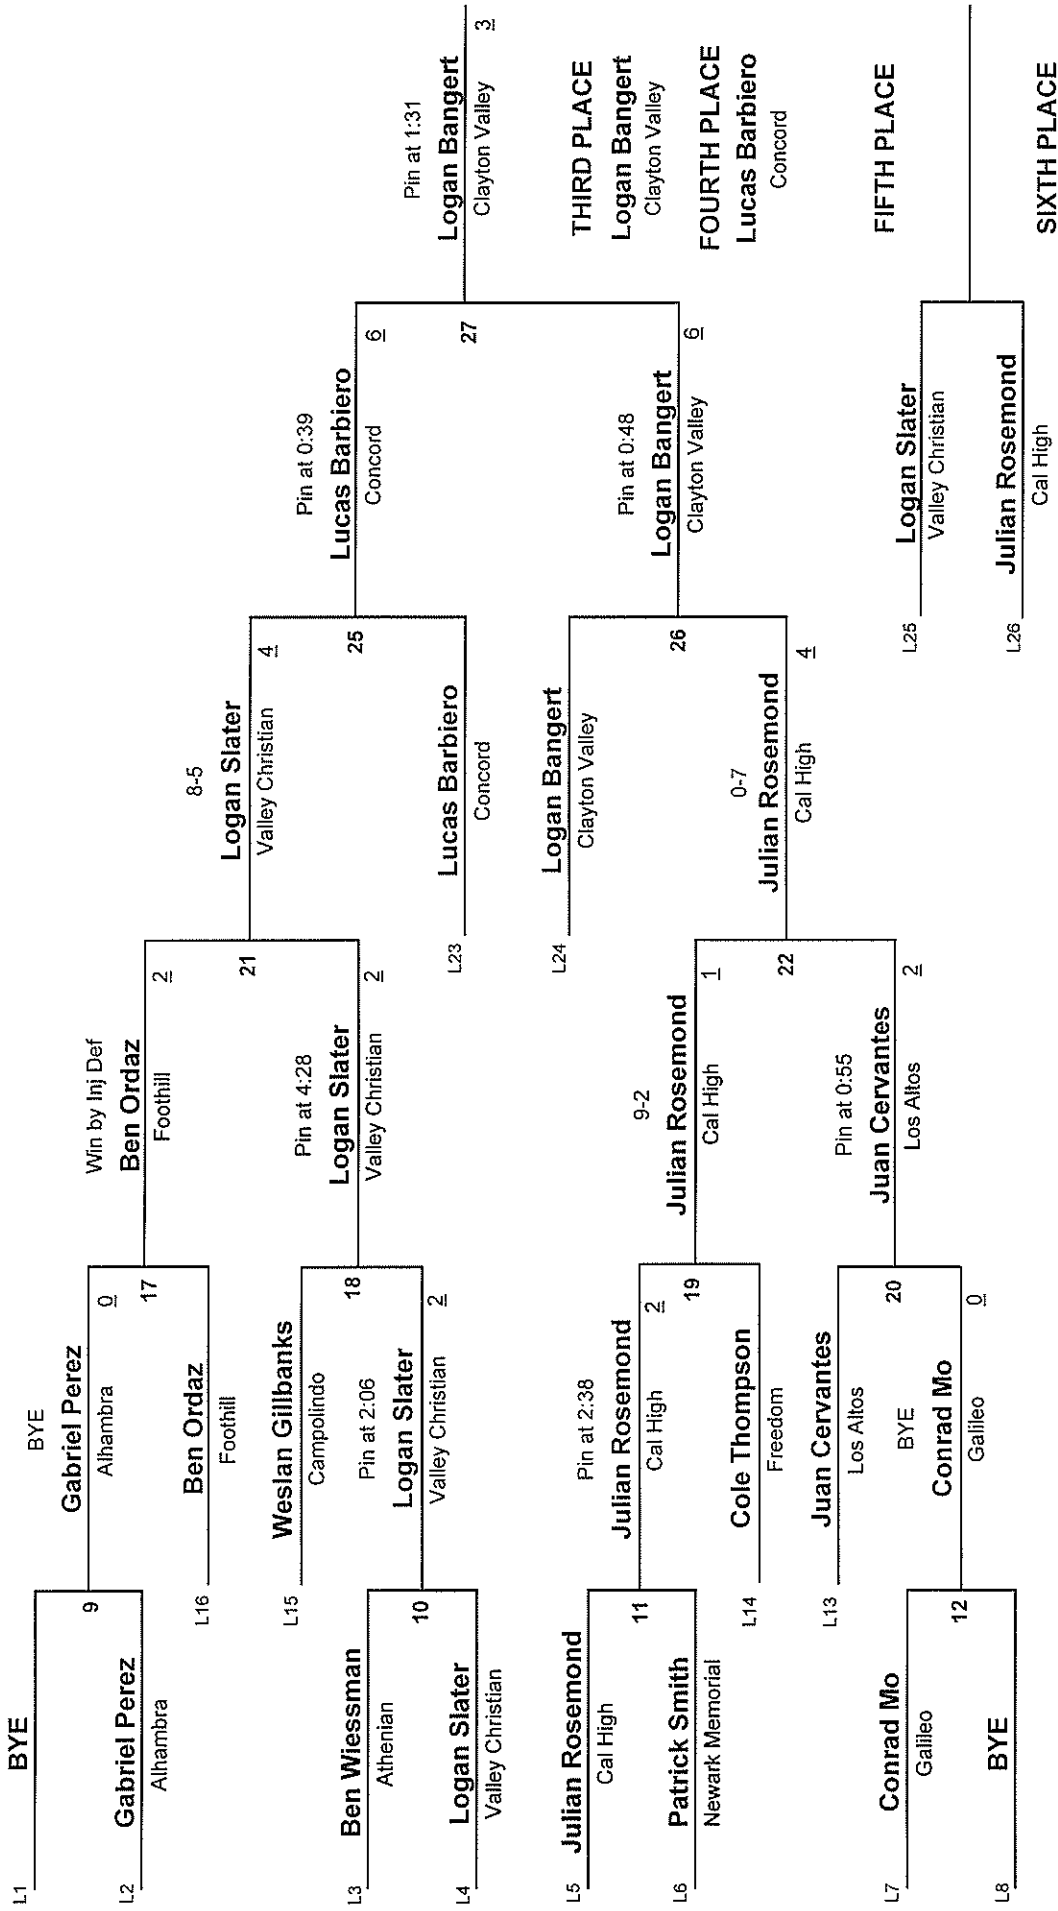 L1
BYE
9
L2
Gabriel Perez
Alhambra
BYE
Gabriel Perez
Alhambra
0
17
L16
Ben Ordaz
Foothill
Win by Inj Def
Ben Ordaz
Foothill
2
L3
Ben Wiessman
Athenian
10
L4
Logan Slater
Valley Christian
L15
Weslan Gillbanks
Campolindo
18
Pin at 2:06
Logan Slater
Valley Christian
2
Pin at 4:28
Logan Slater
Valley Christian
2
21
8-5
Logan Slater
Valley Christian
4
25
L23
Lucas Barbiero
Concord
Pin at 0:39
Lucas Barbiero
Concord
6
L5
Julian Rosemond
Cal High
11
L6
Patrick Smith
Newark Memorial
Pin at 2:38
Julian Rosemond
Cal High
2
19
L14
Cole Thompson
Freedom
9-2
Julian Rosemond
Cal High
1
22
L13
Juan Cervantes
Los Altos
20
L7
Conrad Mo
Galileo
12
L8
BYE
BYE
Conrad Mo
Galileo
0
Pin at 0:55
Juan Cervantes
Los Altos
2
L24
Logan Bangert
Clayton Valley
26
0-7
Julian Rosemond
Cal High
4
Pin at 0:48
Logan Bangert
Clayton Valley
6
27
Pin at 1:31
Logan Bangert
Clayton Valley
3
THIRD PLACE
Logan Bangert
Clayton Valley
FOURTH PLACE
Lucas Barbiero
Concord
L25
Logan Slater
Valley Christian
L26
Julian Rosemond
Cal High
FIFTH PLACE
SIXTH PLACE